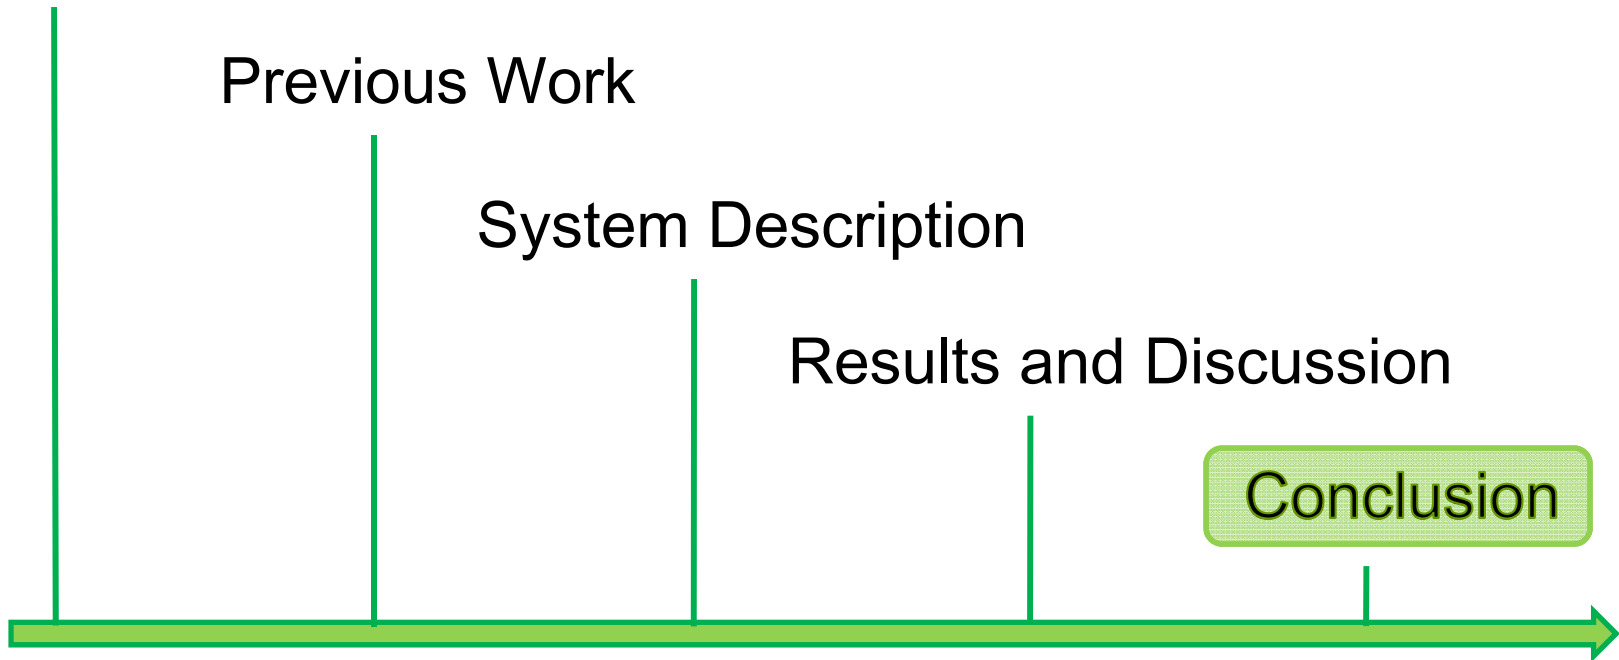 Previous Work
System Description
Results and Discussion
Conclusion